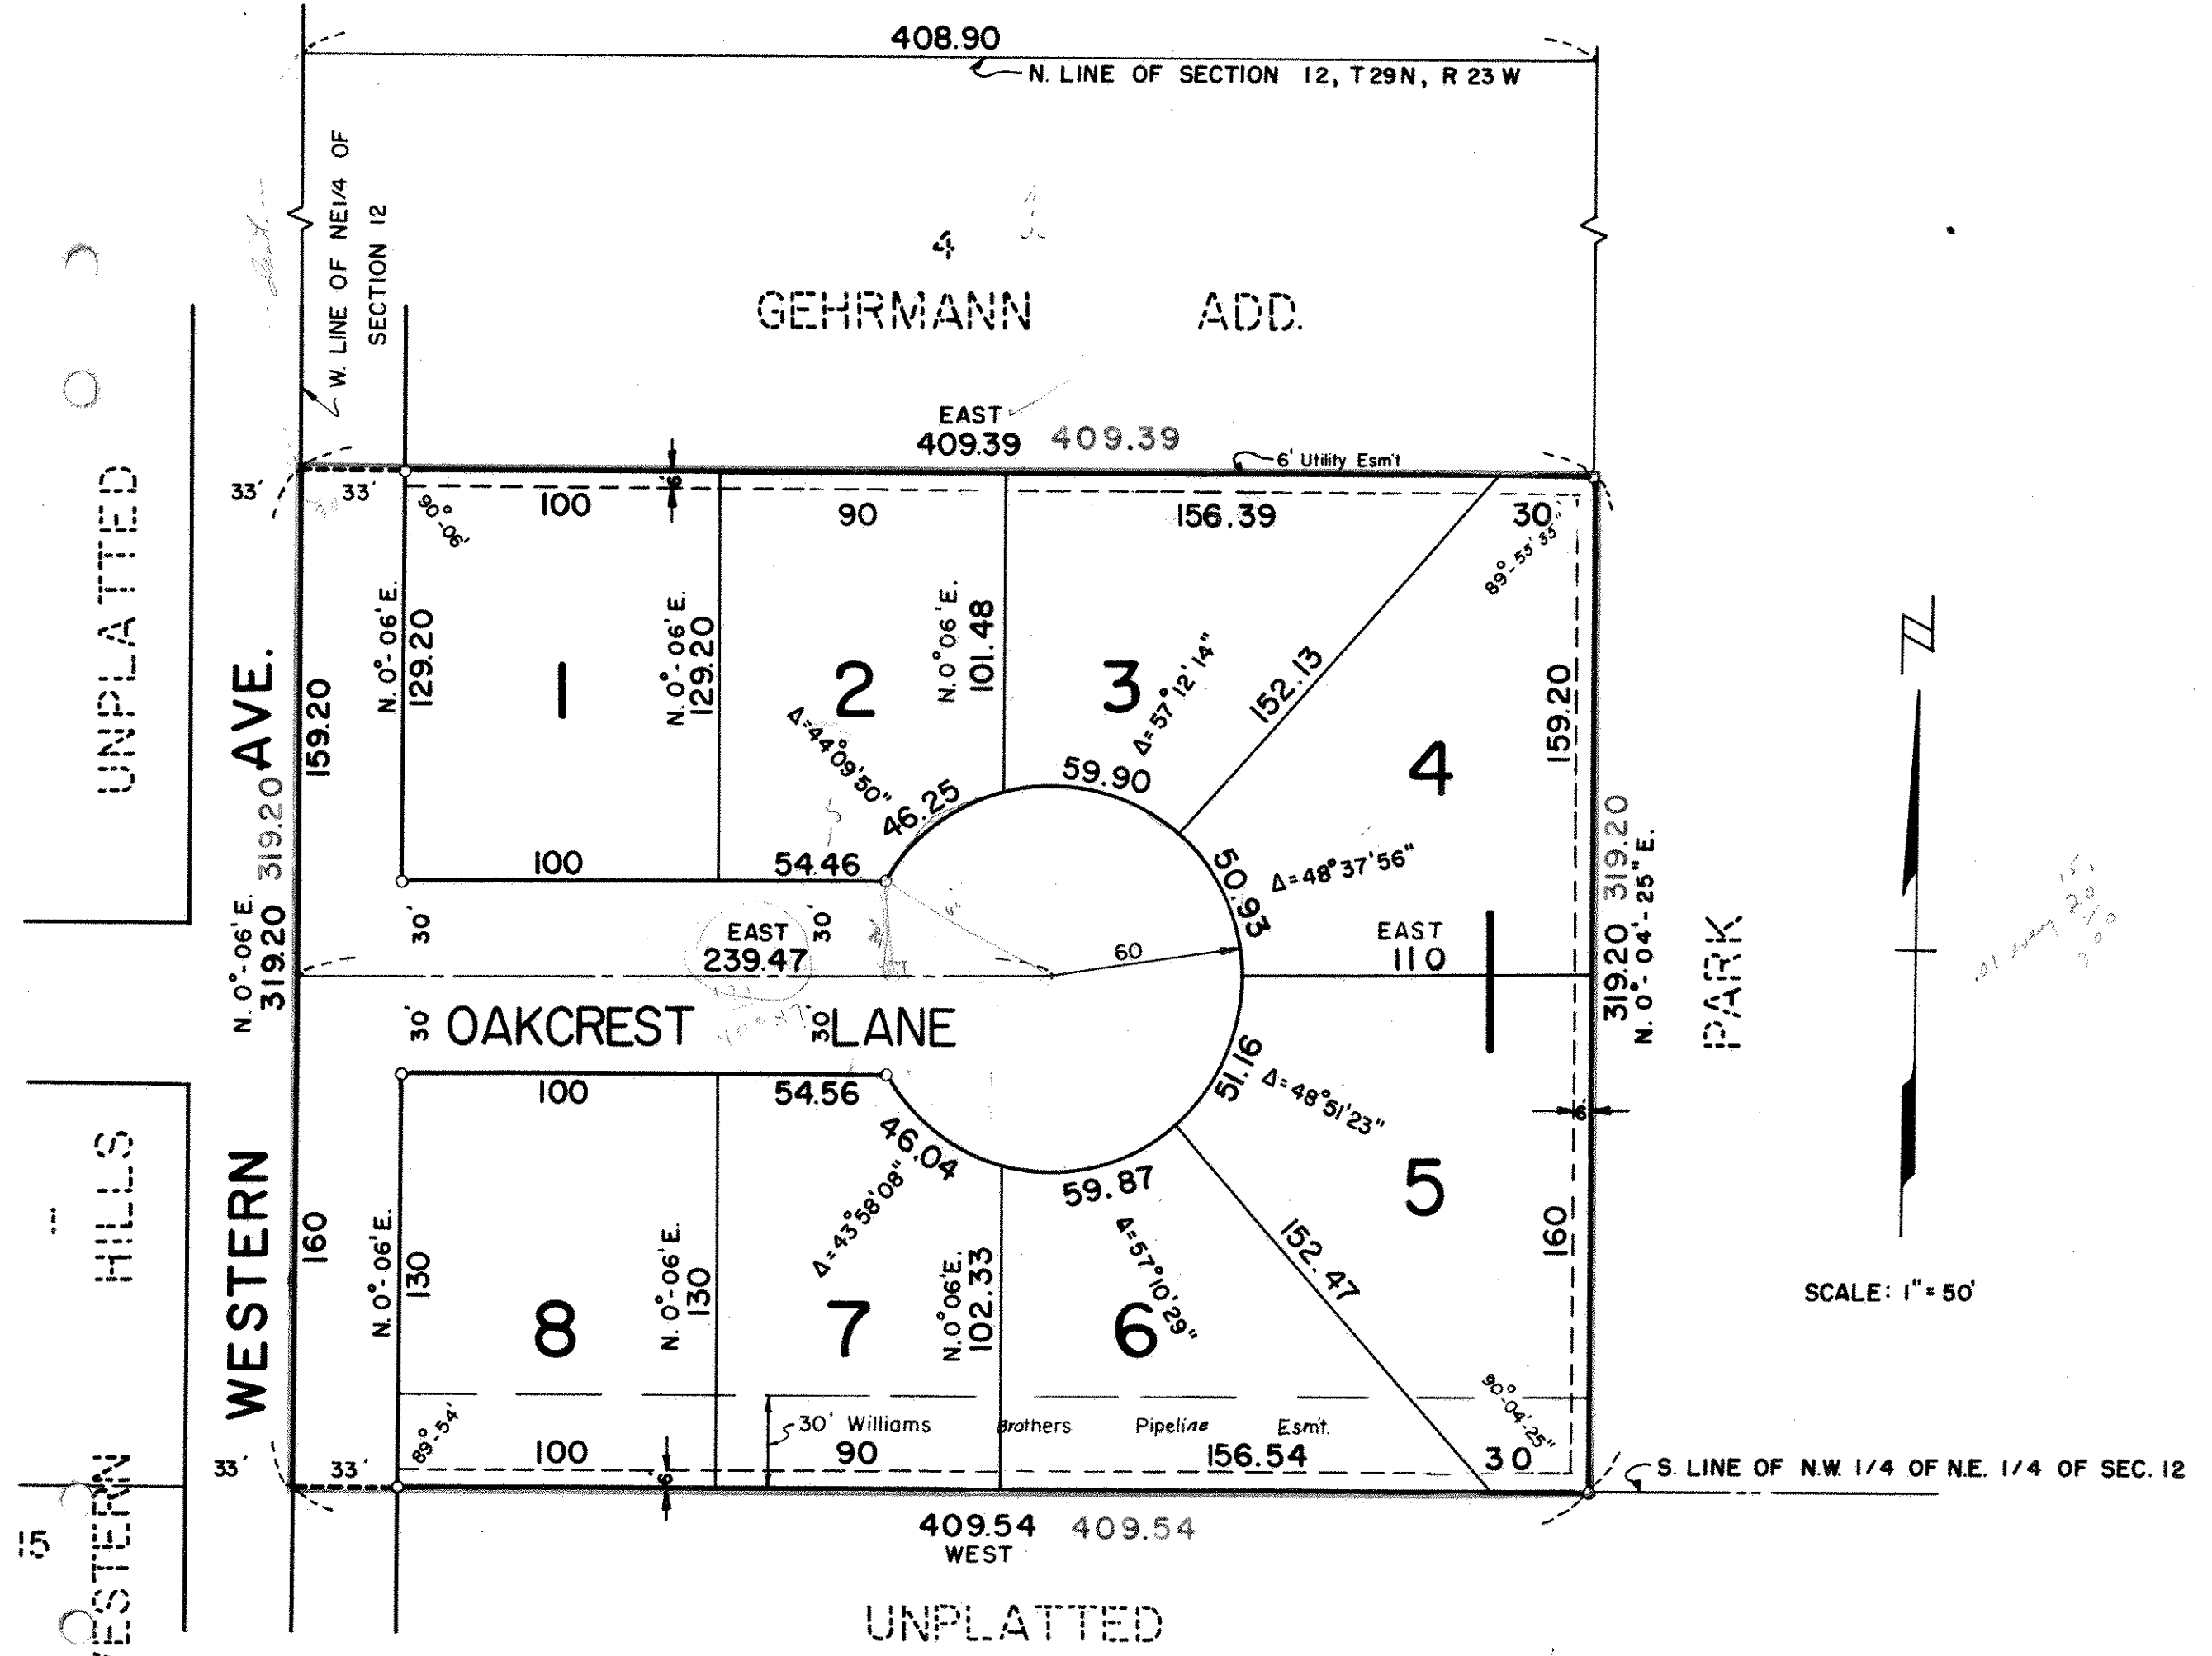 408.90
N. LINE OF SECTION 12, T29N, R 23 W
W. LINE OF NE1/4 OF
SECTION 12
4
GEHRMANN ADD.
EAST
409.39 409.39
6' Utility Esm't
33' 33'
90°-06'
100
6'
90
156.39
30
89°-55'35"
UNPLATTED
N. 0°-06' E.
129.20
N. 0°-06' E.
129.20
N. 0°06' E.
101.48
1
2
3
4
Δ=44°09'50"
Δ=57°12'14"
152.13
159.20
159.20
AVE.
46.25
59.90
50.93
Δ=48°37'56"
100
54.46
30'
30'
EAST
239.47
60
EAST
110
1
N. 0°-06' E.
319.20 319.20
319.20 319.20
N. 0°-04'-25" E.
PARK
30'
OAKCREST LANE
30'
100
54.56
46.04
59.87
51.16
Δ=48°51'23"
Δ=43°58'08"
Δ=57°10'29"
152.47
WESTERN
160
N. 0°-06' E.
130
N. 0°-06' E.
130
N. 0°06' E.
102.33
8
7
6
5
160
6'
SCALE: 1"=50'
HILLS
WESTERN
15
30' Williams Brothers Pipeline Esm't.
89°-54'
90°-04'-25"
33' 33'
100
6'
90
156.54
30
S. LINE OF N.W. 1/4 OF N.E. 1/4 OF SEC. 12
409.54 409.54
WEST
UNPLATTED